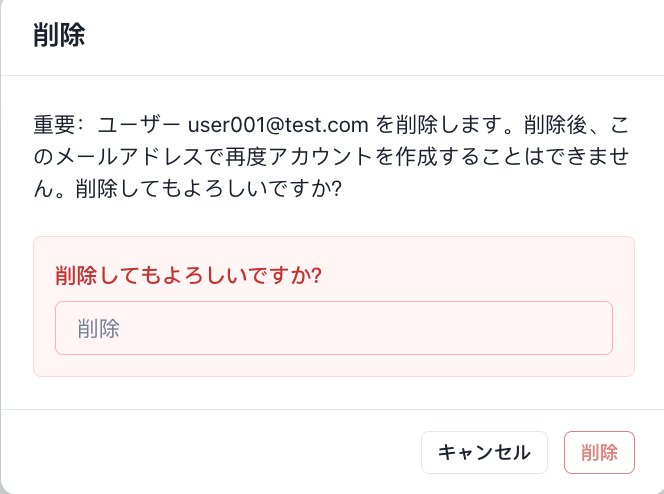 削除
重要：ユーザー user001@test.com を削除します。削除後、こ
のメールアドレスで再度アカウントを作成することはできませ
ん。削除してもよろしいですか?
削除してもよろしいですか?
削除
キャンセル 削除